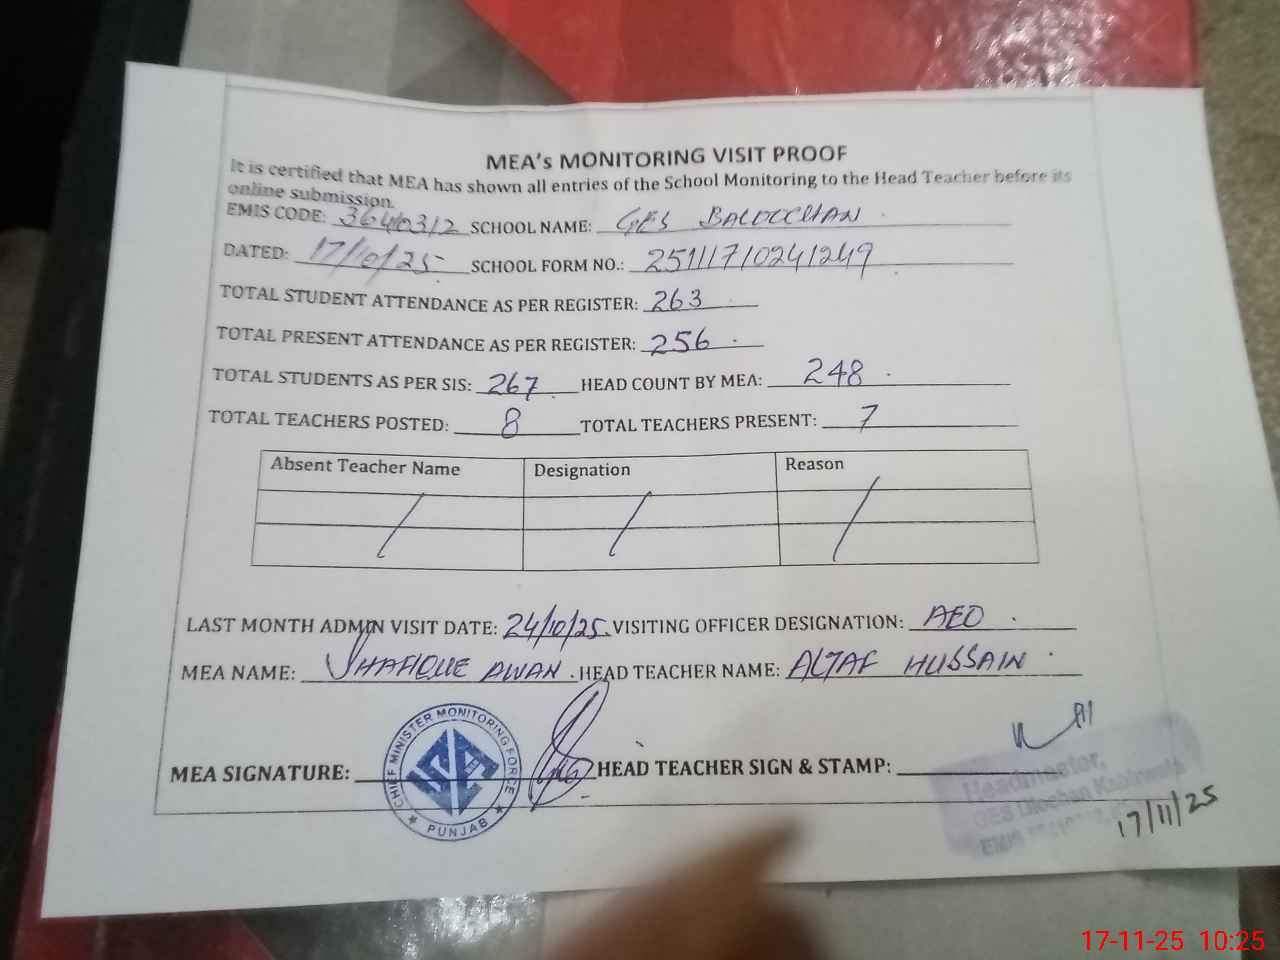 MEA's MONITORING VISIT PROOF
It is certified that MEA has shown all entries of the School Monitoring to the Head Teacher before its
online submission.
EMIS CODE: 36440312 SCHOOL NAME: GES BALOCCHAN
DATED: 17/10/25 SCHOOL FORM NO.: 25111710241249
TOTAL STUDENT ATTENDANCE AS PER REGISTER: 263
TOTAL PRESENT ATTENDANCE AS PER REGISTER: 256
TOTAL STUDENTS AS PER SIS: 267 HEAD COUNT BY MEA: 248
TOTAL TEACHERS POSTED: 8 TOTAL TEACHERS PRESENT: 7
Absent Teacher Name Designation Reason
/ / /
LAST MONTH ADMIN VISIT DATE: 24/10/25. VISITING OFFICER DESIGNATION: AEO
MEA NAME: SHAFIQUE AWAN. HEAD TEACHER NAME: ALTAF HUSSAIN
MEA SIGNATURE: HEAD TEACHER SIGN & STAMP:
CHIEF MINISTER MONITORING FORCE
PUNJAB
Headmaster,
GES
EMIS
17/11/25
17-11-25 10:25